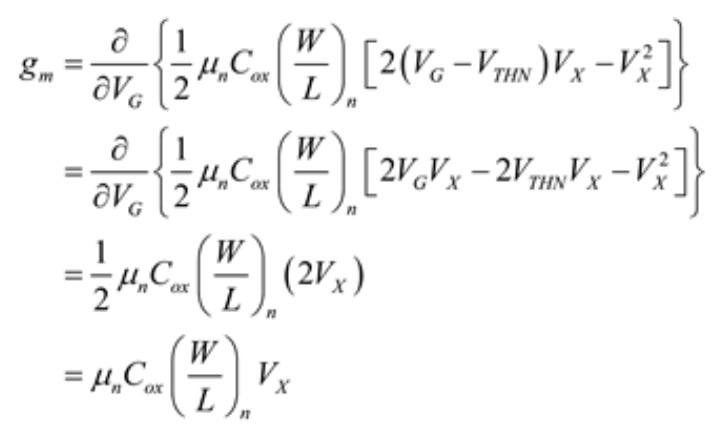 g_m = ∂/∂V_G {1/2 μ_n C_ox (W/L)_n [2(V_G − V_THN)V_X − V_X^2]}
= ∂/∂V_G {1/2 μ_n C_ox (W/L)_n [2V_G V_X − 2V_THN V_X − V_X^2]}
= 1/2 μ_n C_ox (W/L)_n (2V_X)
= μ_n C_ox (W/L)_n V_X